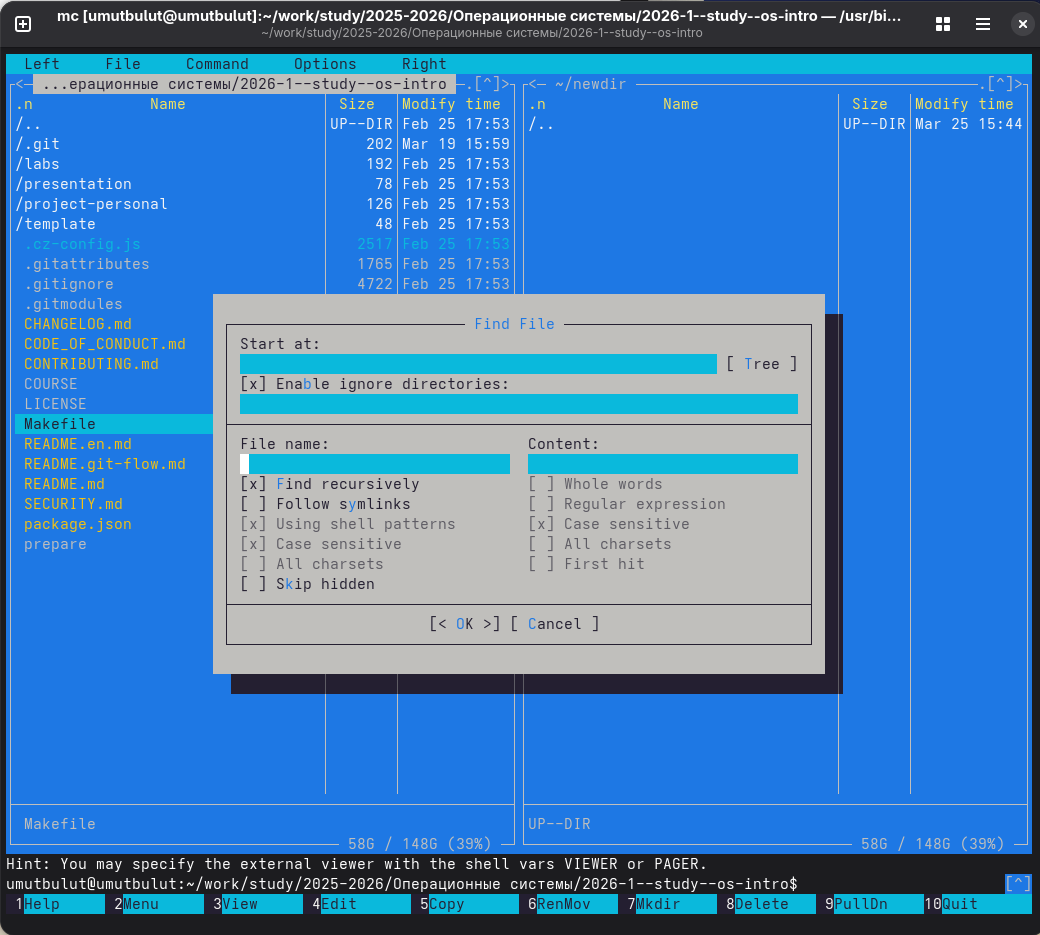 mc [umutbulut@umutbulut]:~/work/study/2025-2026/Операционные системы/2026-1--study--os-intro — /usr/bi...
~/work/study/2025-2026/Операционные системы/2026-1--study--os-intro
Left File Command Options Right
<— ...ерационные системы/2026-1--study--os-intro —.[^]> <— ~/newdir —.[^]>
.n Name Size Modify time .n Name Size Modify time
/.. UP--DIR Feb 25 17:53 /.. UP--DIR Mar 25 15:44
/.git 202 Mar 19 15:59
/labs 192 Feb 25 17:53
/presentation 78 Feb 25 17:53
/project-personal 126 Feb 25 17:53
/template 48 Feb 25 17:53
.cz-config.js 2517 Feb 25 17:53
.gitattributes 1765 Feb 25 17:53
.gitignore 4722 Feb 25 17:53
.gitmodules
CHANGELOG.md
CODE_OF_CONDUCT.md
CONTRIBUTING.md
COURSE
LICENSE
Makefile
README.en.md
README.git-flow.md
README.md
SECURITY.md
package.json
prepare
Find File
Start at:
[ Tree ]
[x] Enable ignore directories:
File name: Content:
[x] Find recursively [ ] Whole words
[ ] Follow symlinks [ ] Regular expression
[x] Using shell patterns [x] Case sensitive
[x] Case sensitive [ ] All charsets
[ ] All charsets [ ] First hit
[ ] Skip hidden
[< OK >] [ Cancel ]
Makefile UP--DIR
58G / 148G (39%) 58G / 148G (39%)
Hint: You may specify the external viewer with the shell vars VIEWER or PAGER.
umutbulut@umutbulut:~/work/study/2025-2026/Операционные системы/2026-1--study--os-intro$ [^]
1Help 2Menu 3View 4Edit 5Copy 6RenMov 7Mkdir 8Delete 9PullDn 10Quit